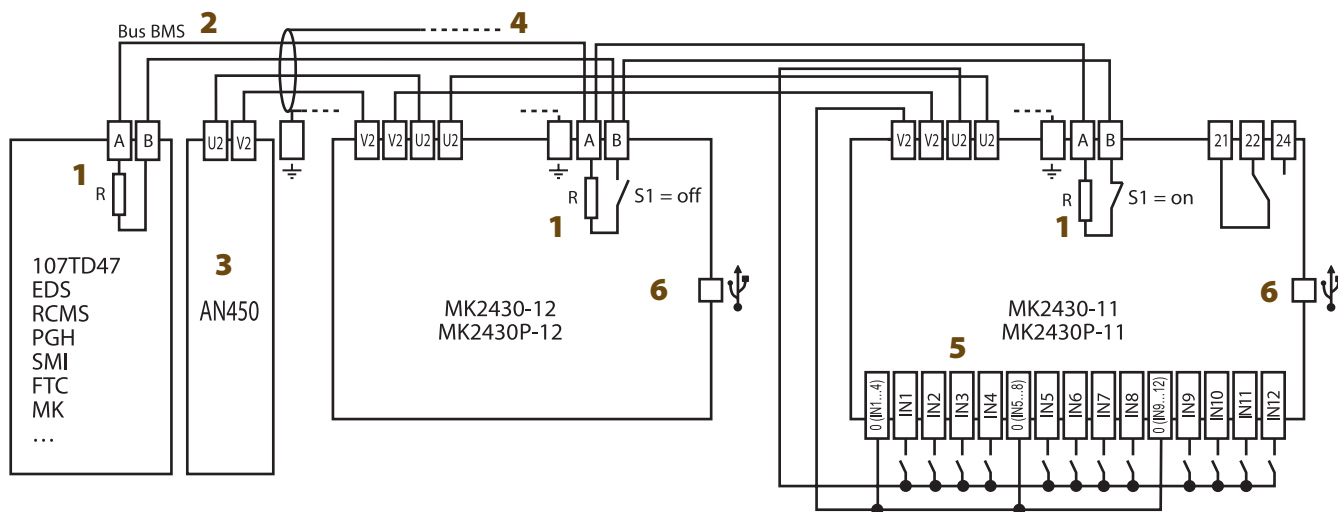 Bus BMS 2 4
A B U2 V2 V2 V2 U2 U2 A B V2 V2 U2 U2 A B 21 22 24
1 R R S1 = off R S1 = on
1 1
107TD47
EDS
RCMS
PGH
SMI
FTC
MK
...
3
AN450
MK2430-12
MK2430P-12
6
MK2430-11
MK2430P-11
6
5
0 (IN1...4) IN1 IN2 IN3 IN4 0 (IN5...8) IN5 IN6 IN7 IN8 0 (IN9...12) IN9 IN10 IN11 IN12